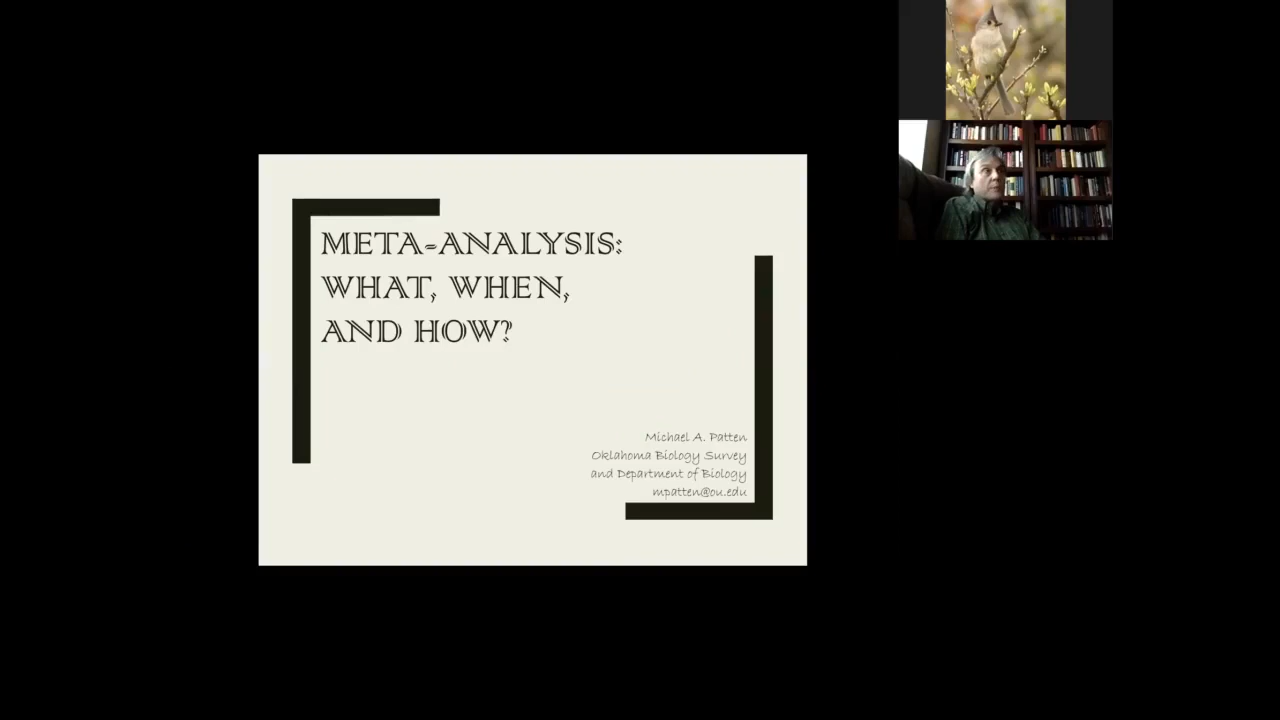 META-ANALYSIS:
WHAT, WHEN,
AND HOW?
Michael A. Patten
Oklahoma Biology Survey
and Department of Biology
mpatten@ou.edu